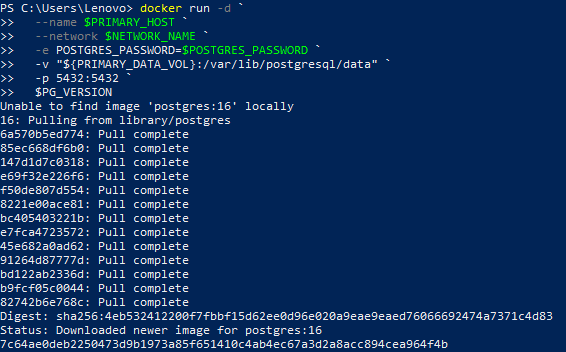 PS C:\Users\Lenovo> docker run -d `
>>   --name $PRIMARY_HOST `
>>   --network $NETWORK_NAME `
>>   -e POSTGRES_PASSWORD=$POSTGRES_PASSWORD `
>>   -v "${PRIMARY_DATA_VOL}:/var/lib/postgresql/data" `
>>   -p 5432:5432 `
>>   $PG_VERSION
Unable to find image 'postgres:16' locally
16: Pulling from library/postgres
6a570b5ed774: Pull complete
85ec668df6b0: Pull complete
147d1d7c0318: Pull complete
e69f32e226f6: Pull complete
f50de807d554: Pull complete
8221e00ace81: Pull complete
bc405403221b: Pull complete
e7fca4723572: Pull complete
45e682a0ad62: Pull complete
91264d87777d: Pull complete
bd122ab2336d: Pull complete
b9fcf05c0044: Pull complete
82742b6e768c: Pull complete
Digest: sha256:4eb532412200f7fbbf15d62ee0d96e020a9eae9eaed76066692474a7371c4d83
Status: Downloaded newer image for postgres:16
7c64ae0deb2250473d9b1973a85f651410c4ab4ec67a3d2a8acc894cea964f4b